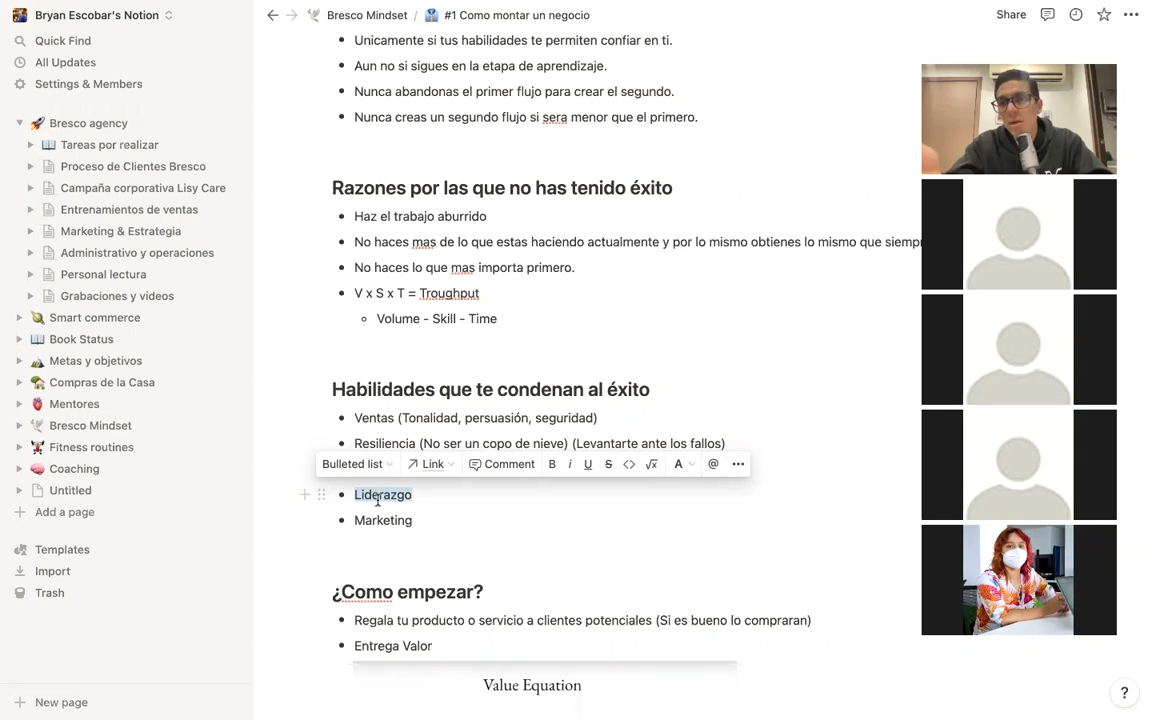 Bryan Escobar's Notion
Bresco Mindset / #1 Como montar un negocio
Share
Quick Find
All Updates
Settings & Members
Bresco agency
Tareas por realizar
Proceso de Clientes Bresco
Campaña corporativa Lisy Care
Entrenamientos de ventas
Marketing & Estrategia
Administrativo y operaciones
Personal lectura
Grabaciones y videos
Smart commerce
Book Status
Metas y objetivos
Compras de la Casa
Mentores
Bresco Mindset
Fitness routines
Coaching
Untitled
Add a page
Templates
Import
Trash
New page
Unicamente si tus habilidades te permiten confiar en ti.
Aun no si sigues en la etapa de aprendizaje.
Nunca abandonas el primer flujo para crear el segundo.
Nunca creas un segundo flujo si sera menor que el primero.
Razones por las que no has tenido éxito
Haz el trabajo aburrido
No haces mas de lo que estas haciendo actualmente y por lo mismo obtienes lo mismo que siempr
No haces lo que mas importa primero.
V x S x T = Troughput
Volume - Skill - Time
Habilidades que te condenan al éxito
Ventas (Tonalidad, persuasión, seguridad)
Resiliencia (No ser un copo de nieve) (Levantarte ante los fallos)
Bulleted list Link Comment B i U S <> √x A @ •••
Liderazgo
Marketing
¿Como empezar?
Regala tu producto o servicio a clientes potenciales (Si es bueno lo compraran)
Entrega Valor
Value Equation
?